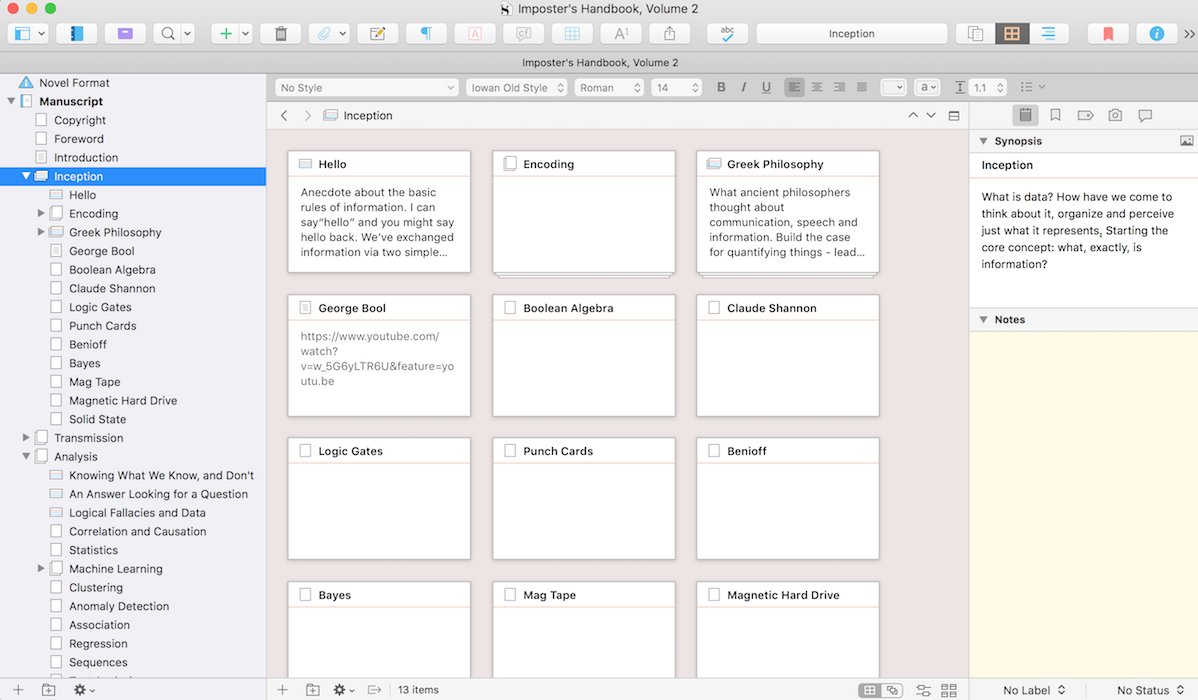 Imposter's Handbook, Volume 2
abc
Inception
Imposter's Handbook, Volume 2
Novel Format
Manuscript
Copyright
Foreword
Introduction
Inception
Hello
Encoding
Greek Philosophy
George Bool
Boolean Algebra
Claude Shannon
Logic Gates
Punch Cards
Benioff
Bayes
Mag Tape
Magnetic Hard Drive
Solid State
Transmission
Analysis
Knowing What We Know, and Don't
An Answer Looking for a Question
Logical Fallacies and Data
Correlation and Causation
Statistics
Machine Learning
Clustering
Anomaly Detection
Association
Regression
Sequences
No Style
Iowan Old Style
Roman
14
B I U
a
1.1
Inception
Hello
Anecdote about the basic
rules of information. I can
say“hello” and you might say
hello back. We’ve exchanged
information via two simple...
Encoding
Greek Philosophy
What ancient philosophers
thought about
communication, speech and
information. Build the case
for quantifying things - lead...
George Bool
https://www.youtube.com/
watch?
v=w_5G6yLTR6U&feature=yo
utu.be
Boolean Algebra
Claude Shannon
Logic Gates
Punch Cards
Benioff
Bayes
Mag Tape
Magnetic Hard Drive
13 items
Synopsis
Inception
What is data? How have we come to
think about it, organize and perceive
just what it represents. Starting the
core concept: what, exactly, is
information?
Notes
No Label
No Status